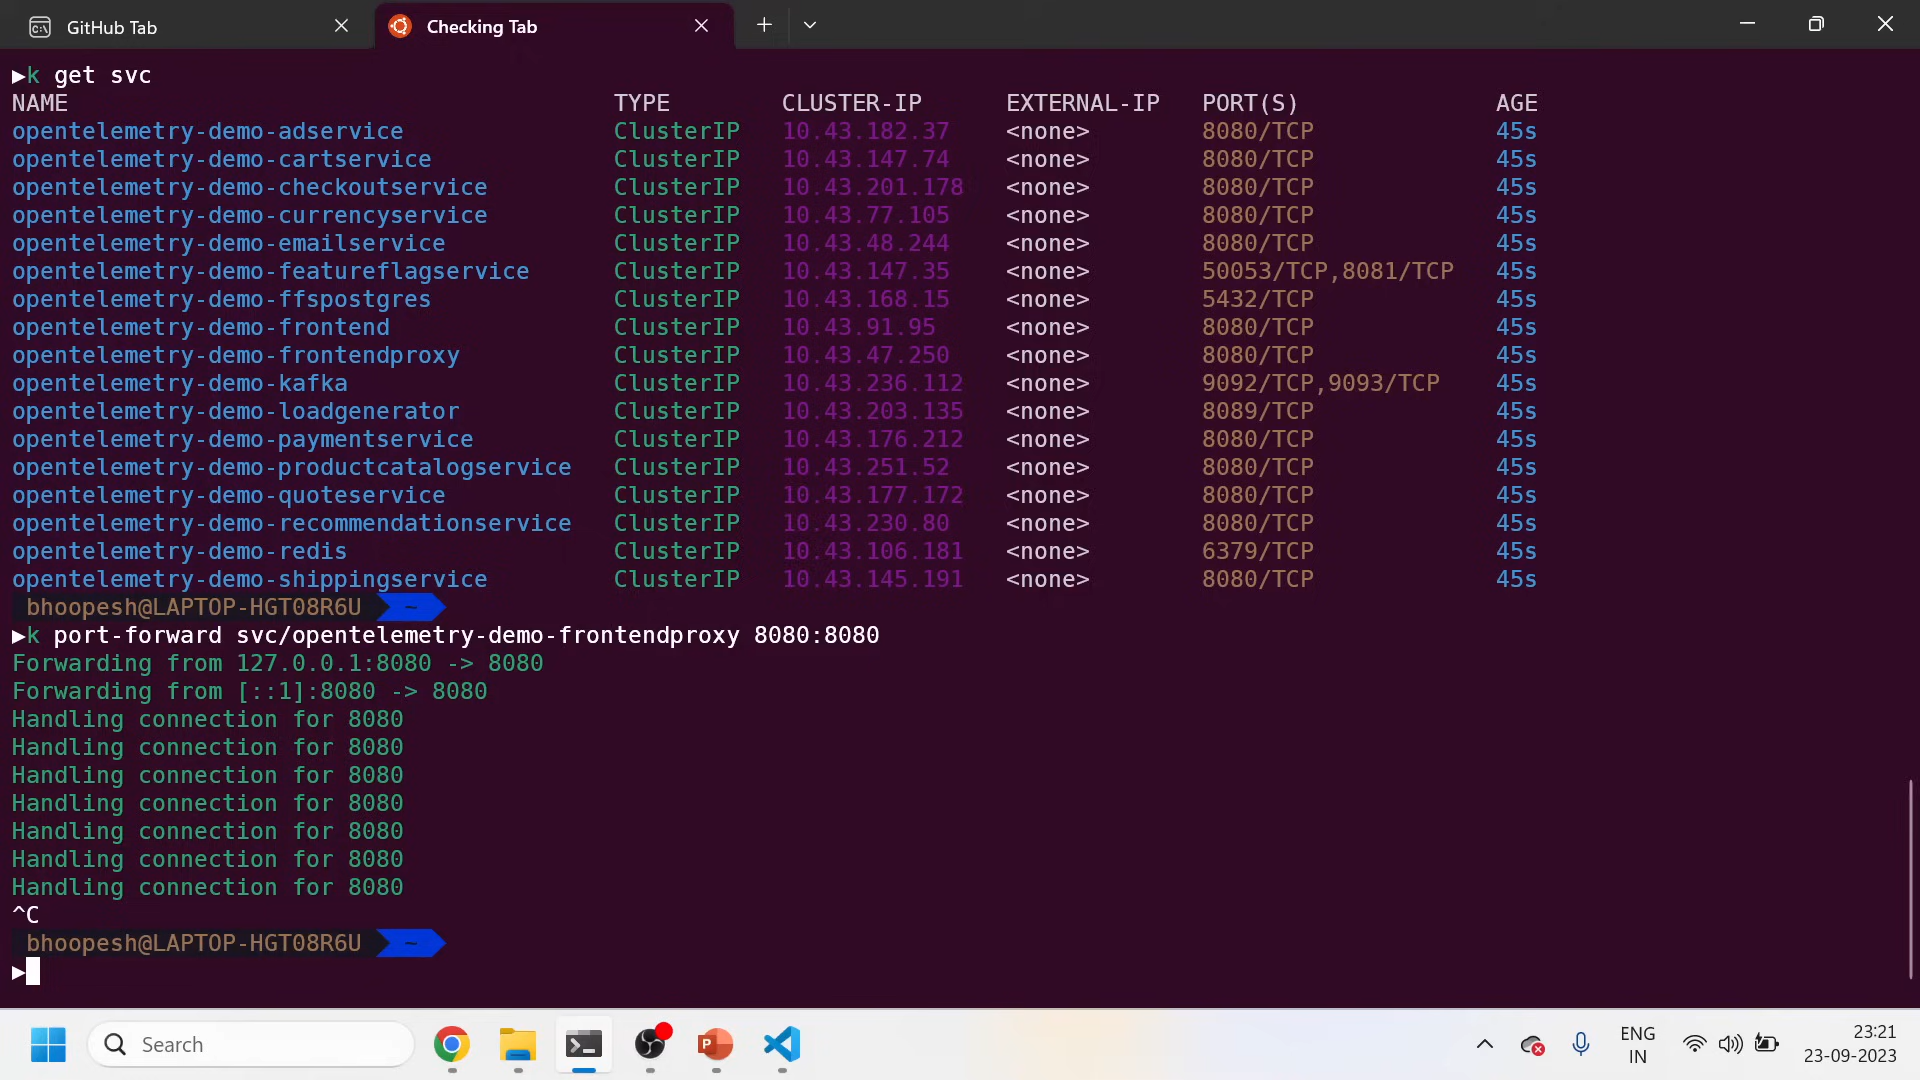 GitHub Tab
Checking Tab
▶k get svc
NAME TYPE CLUSTER-IP EXTERNAL-IP PORT(S) AGE
opentelemetry-demo-adservice ClusterIP 10.43.182.37 <none> 8080/TCP 45s
opentelemetry-demo-cartservice ClusterIP 10.43.147.74 <none> 8080/TCP 45s
opentelemetry-demo-checkoutservice ClusterIP 10.43.201.178 <none> 8080/TCP 45s
opentelemetry-demo-currencyservice ClusterIP 10.43.77.105 <none> 8080/TCP 45s
opentelemetry-demo-emailservice ClusterIP 10.43.48.244 <none> 8080/TCP 45s
opentelemetry-demo-featureflagservice ClusterIP 10.43.147.35 <none> 50053/TCP,8081/TCP 45s
opentelemetry-demo-ffspostgres ClusterIP 10.43.168.15 <none> 5432/TCP 45s
opentelemetry-demo-frontend ClusterIP 10.43.91.95 <none> 8080/TCP 45s
opentelemetry-demo-frontendproxy ClusterIP 10.43.47.250 <none> 8080/TCP 45s
opentelemetry-demo-kafka ClusterIP 10.43.236.112 <none> 9092/TCP,9093/TCP 45s
opentelemetry-demo-loadgenerator ClusterIP 10.43.203.135 <none> 8089/TCP 45s
opentelemetry-demo-paymentservice ClusterIP 10.43.176.212 <none> 8080/TCP 45s
opentelemetry-demo-productcatalogservice ClusterIP 10.43.251.52 <none> 8080/TCP 45s
opentelemetry-demo-quoteservice ClusterIP 10.43.177.172 <none> 8080/TCP 45s
opentelemetry-demo-recommendationservice ClusterIP 10.43.230.80 <none> 8080/TCP 45s
opentelemetry-demo-redis ClusterIP 10.43.106.181 <none> 6379/TCP 45s
opentelemetry-demo-shippingservice ClusterIP 10.43.145.191 <none> 8080/TCP 45s
bhoopesh@LAPTOP-HGT08R6U ~
▶k port-forward svc/opentelemetry-demo-frontendproxy 8080:8080
Forwarding from 127.0.0.1:8080 -> 8080
Forwarding from [::1]:8080 -> 8080
Handling connection for 8080
Handling connection for 8080
Handling connection for 8080
Handling connection for 8080
Handling connection for 8080
Handling connection for 8080
Handling connection for 8080
^C
bhoopesh@LAPTOP-HGT08R6U ~
▶
Search
ENG
IN
23:21
23-09-2023